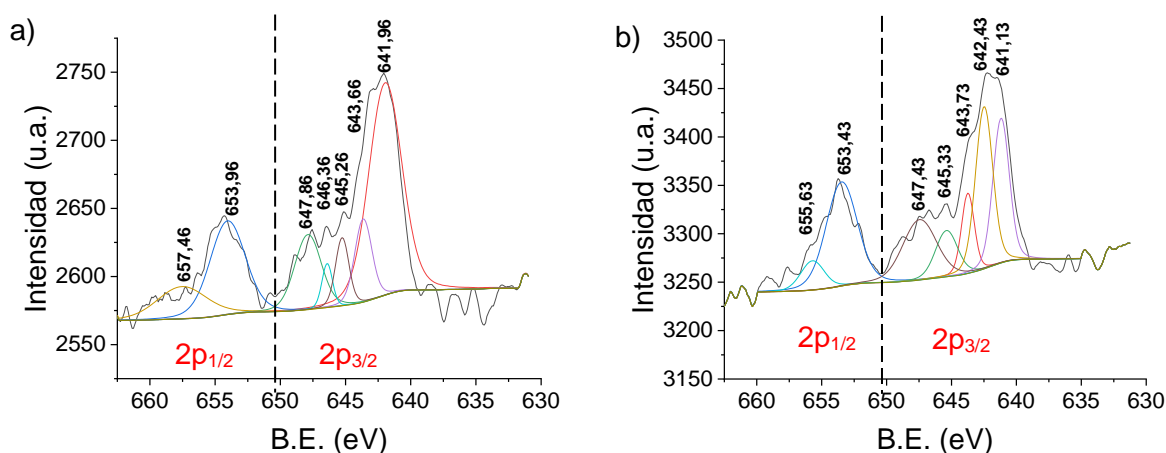 a)
Intensidad (u.a.)
2750
2700
2650
2600
2550
657,46
653,96
647,86
646,36
645,26
643,66
641,96
2p1/2
2p3/2
660 655 650 645 640 635 630
B.E. (eV)
b)
Intensidad (u.a.)
3500
3450
3400
3350
3300
3250
3200
3150
655,63
653,43
647,43
645,33
643,73
642,43
641,13
2p1/2
2p3/2
660 655 650 645 640 635 630
B.E. (eV)